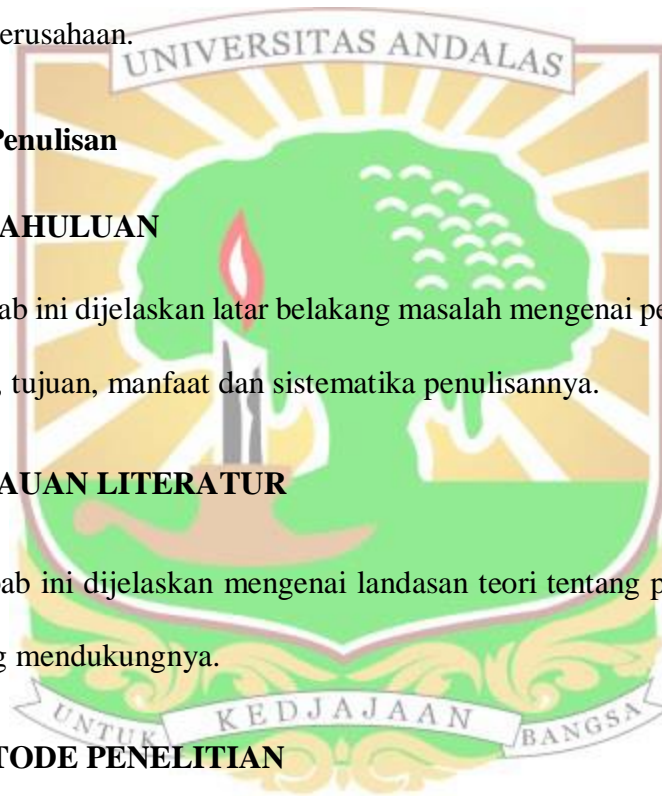 erusahaan.
UNIVERSITAS ANDALAS
Penulisan
AHULUAN
ab ini dijelaskan latar belakang masalah mengenai pe
, tujuan, manfaat dan sistematika penulisannya.
AUAN LITERATUR
bab ini dijelaskan mengenai landasan teori tentang p
g mendukungnya.
UNTUK KEDJAJAAN BANGSA
TODE PENELITIAN